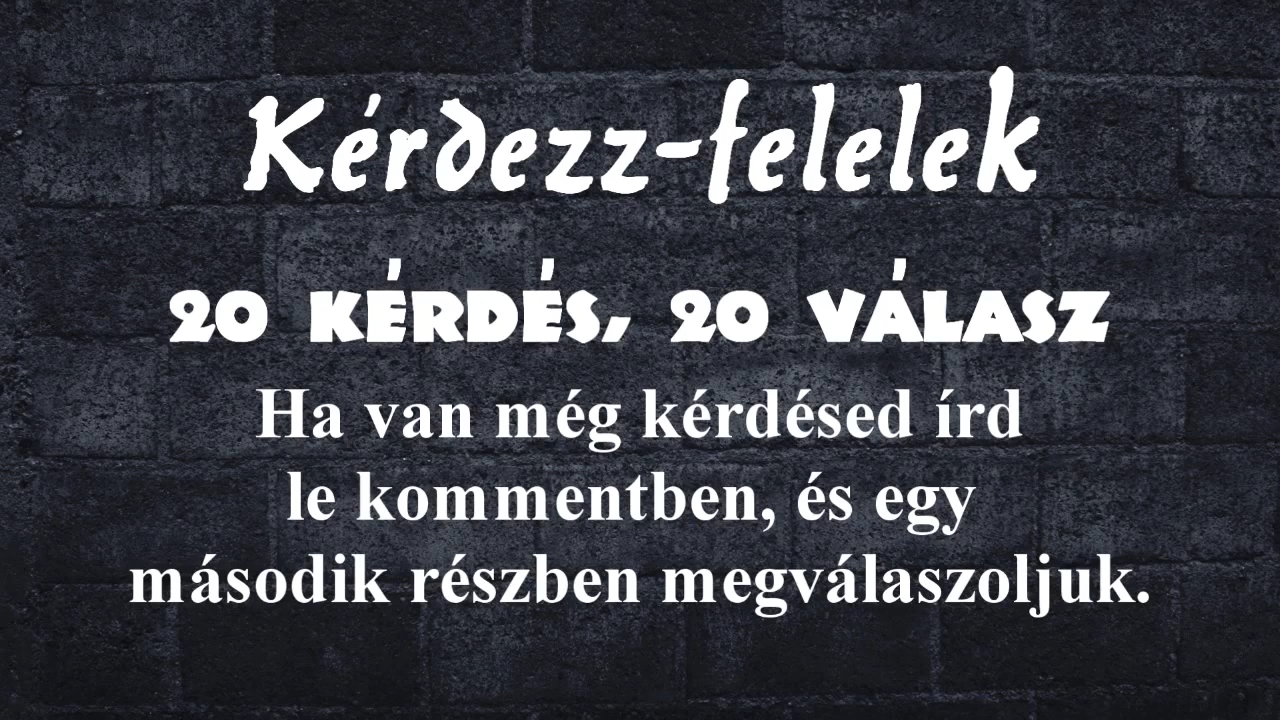 Kérdezz-felelek
20 KÉRDÉS, 20 VÁLASZ
Ha van még kérdésed írd
le kommentben, és egy
második részben megválaszoljuk.